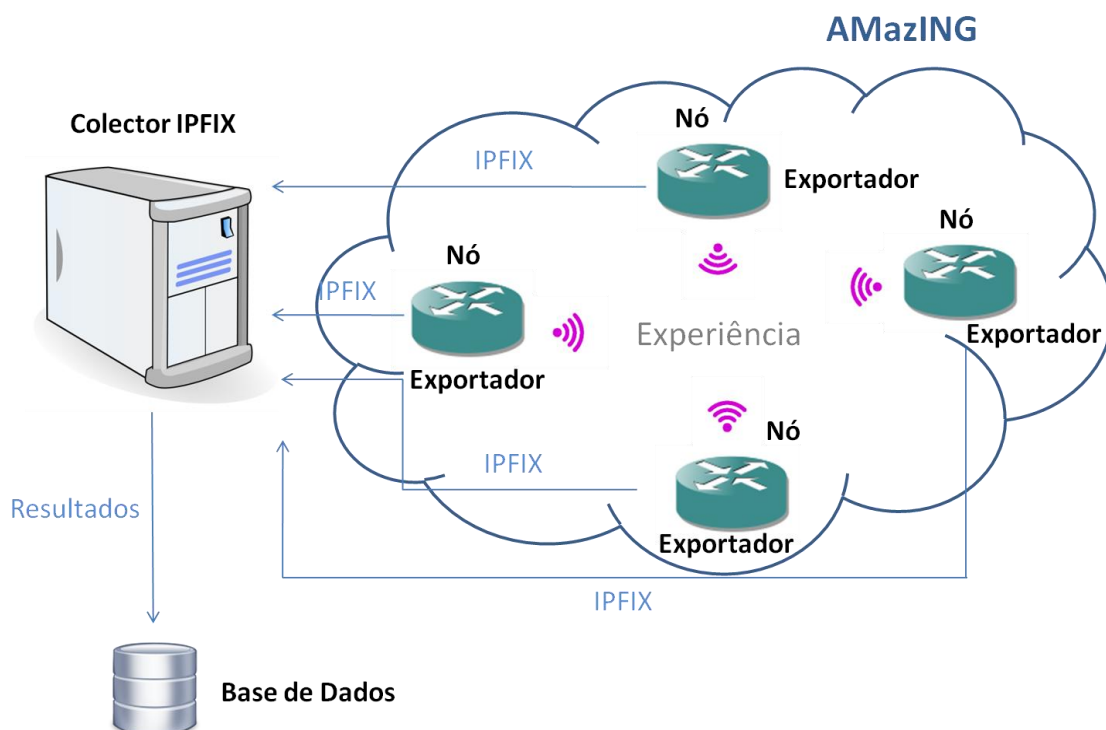 AMazING
Colector IPFIX
Nó
IPFIX
Exportador
Nó
Nó
IPFIX
Experiência
Exportador
Exportador
Nó
IPFIX
Resultados
Exportador
IPFIX
Base de Dados